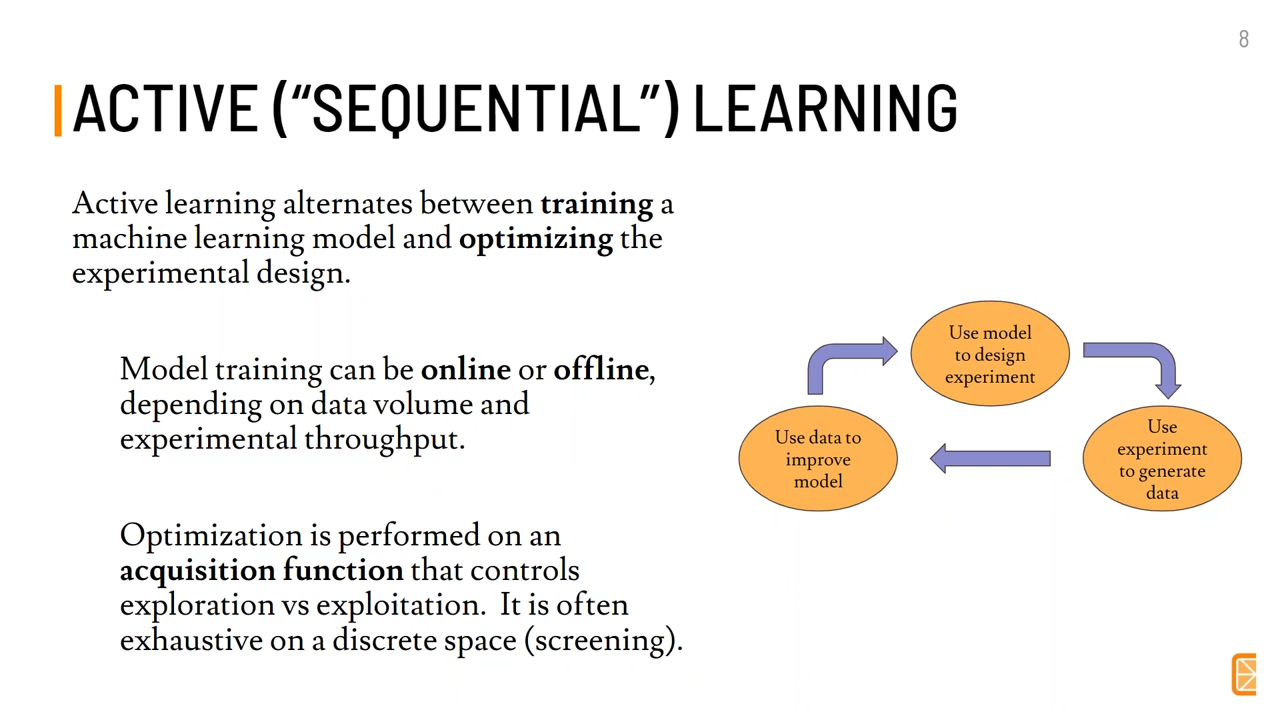 8
ACTIVE (“SEQUENTIAL”) LEARNING
Active learning alternates between training a
machine learning model and optimizing the
experimental design.
Model training can be online or offline,
depending on data volume and
experimental throughput.
Optimization is performed on an
acquisition function that controls
exploration vs exploitation.  It is often
exhaustive on a discrete space (screening).
Use model
to design
experiment
Use
experiment
to generate
data
Use data to
improve
model